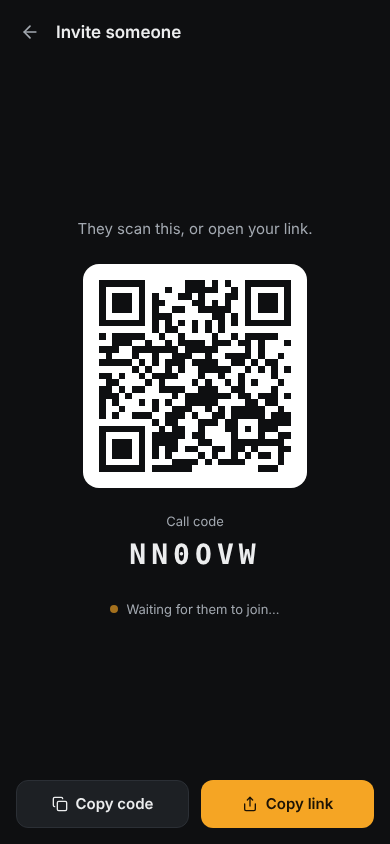 Invite someone
They scan this, or open your link.
Call code
NN0OVW
Waiting for them to join...
Copy code
Copy link